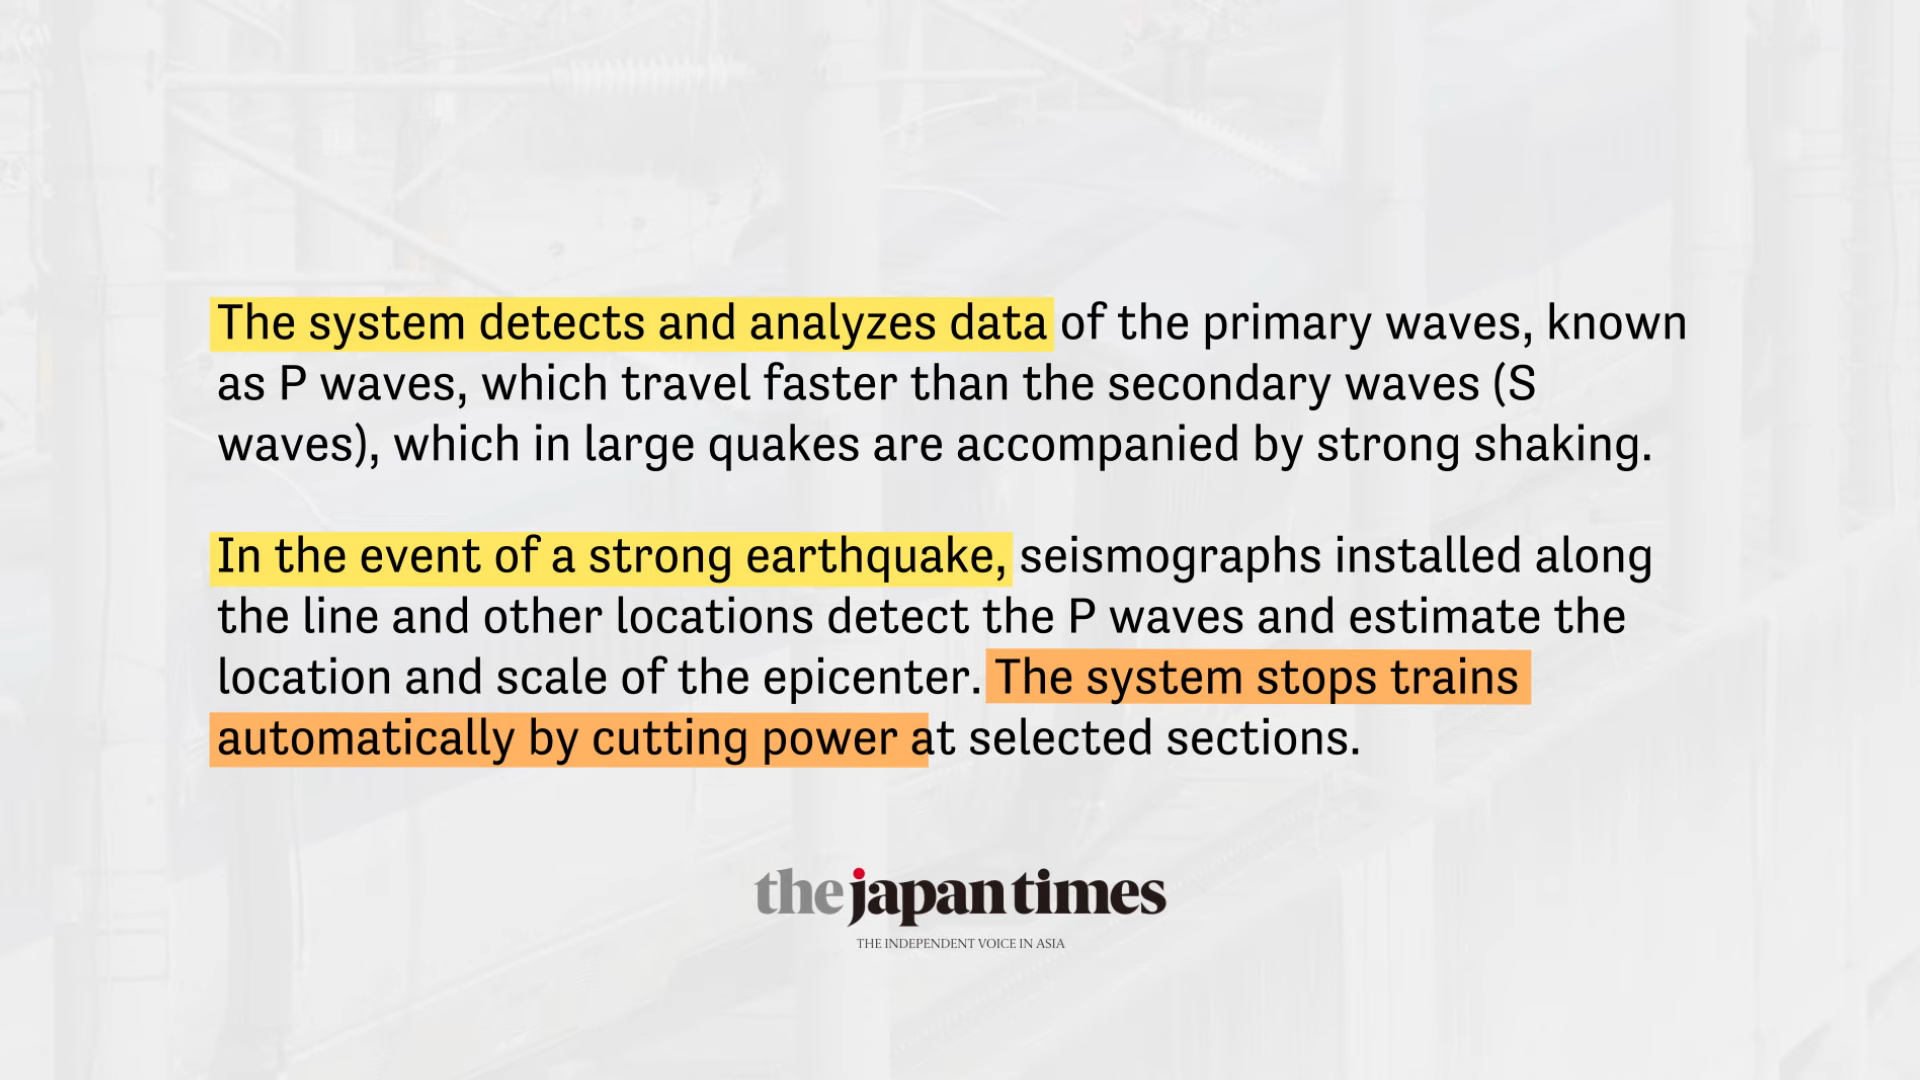 The system detects and analyzes data of the primary waves, known
as P waves, which travel faster than the secondary waves (S
waves), which in large quakes are accompanied by strong shaking.
In the event of a strong earthquake, seismographs installed along
the line and other locations detect the P waves and estimate the
location and scale of the epicenter. The system stops trains
automatically by cutting power at selected sections.
the japan times
THE INDEPENDENT VOICE IN ASIA